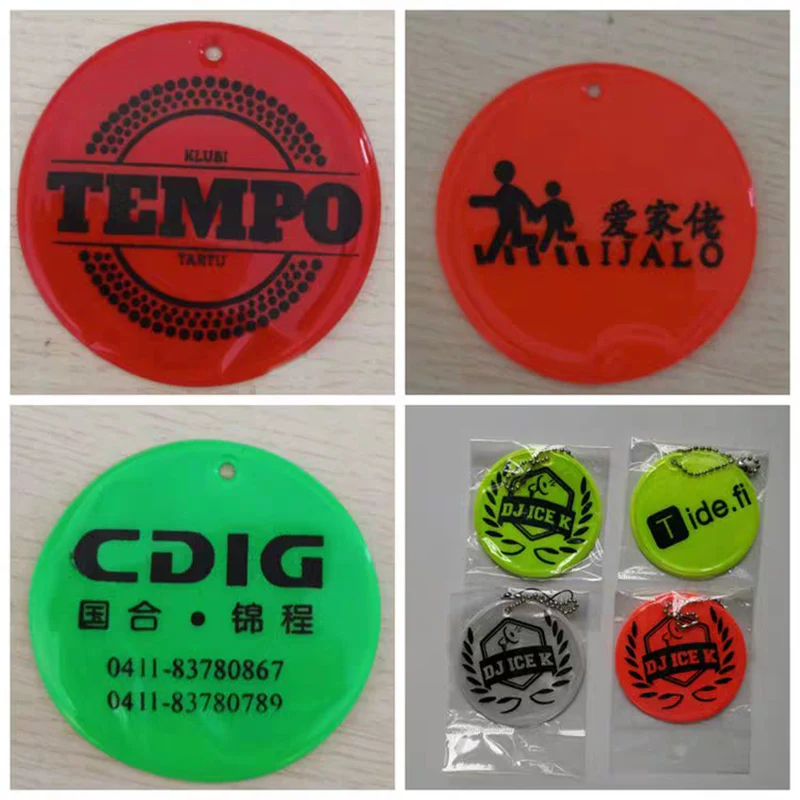 KLUBI
TEMPO
TARTU
爱家佬
IJALO
CDIG
国合·锦程
0411-83780867
0411-83780789
DJ ICE K
Tide.fi
DJ ICE K
DJ ICE K